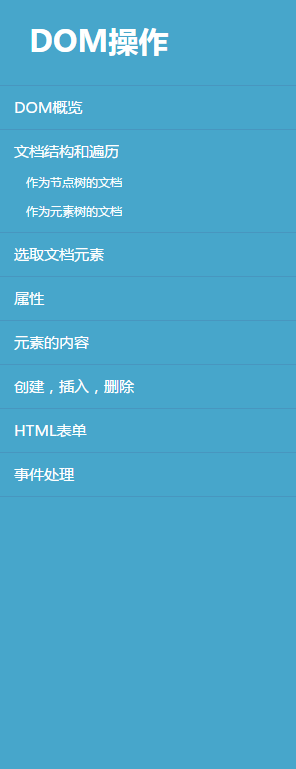 DOM操作
DOM概览
文档结构和遍历
作为节点树的文档
作为元素树的文档
选取文档元素
属性
元素的内容
创建，插入，删除
HTML表单
事件处理